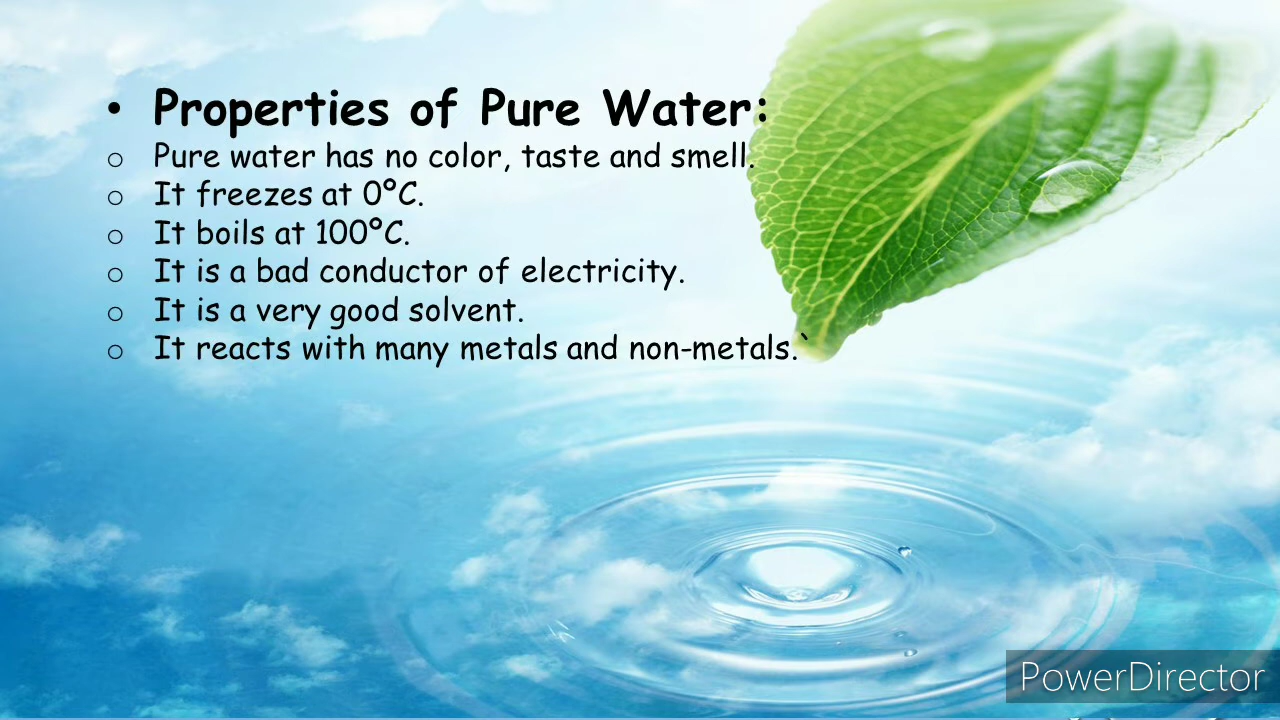 • Properties of Pure Water:
o Pure water has no color, taste and smell.
o It freezes at 0°C.
o It boils at 100°C.
o It is a bad conductor of electricity.
o It is a very good solvent.
o It reacts with many metals and non-metals.`
PowerDirector